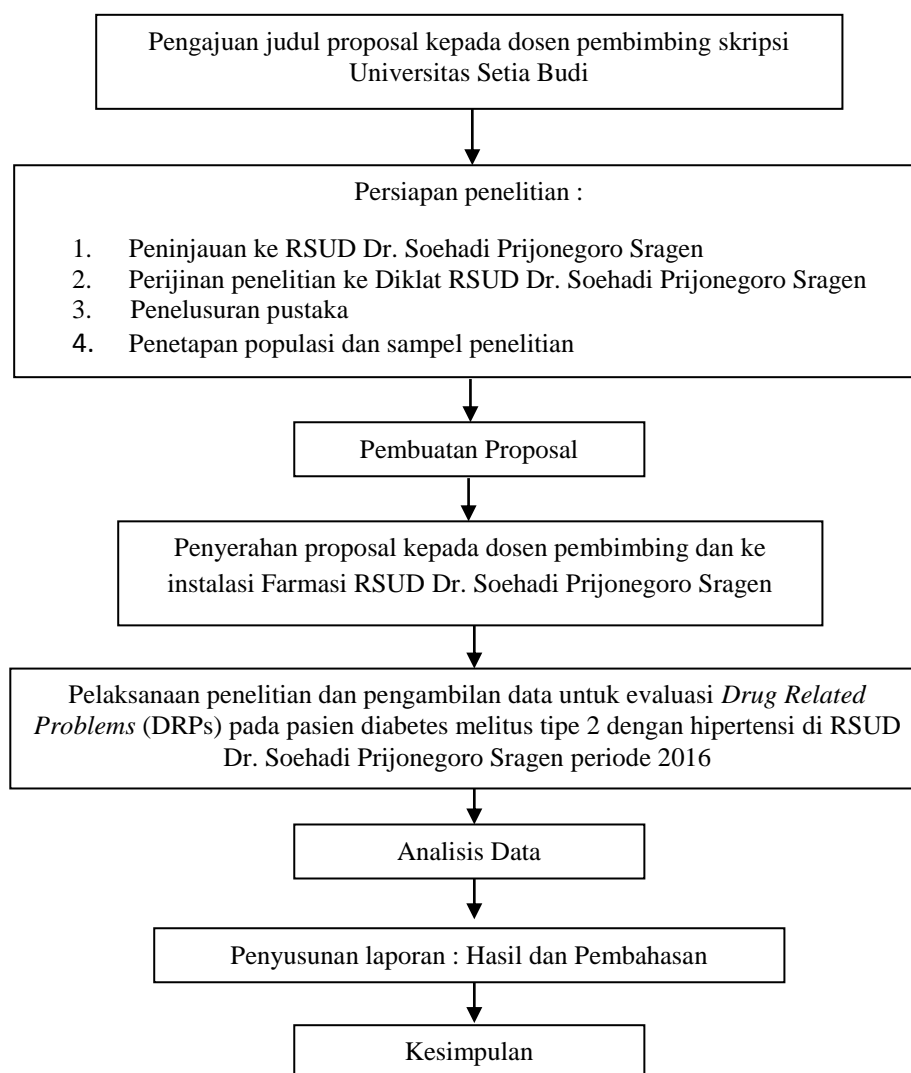 Pengajuan judul proposal kepada dosen pembimbing skripsi
Universitas Setia Budi
Persiapan penelitian :
1. Peninjauan ke RSUD Dr. Soehadi Prijonegoro Sragen
2. Perijinan penelitian ke Diklat RSUD Dr. Soehadi Prijonegoro Sragen
3. Penelusuran pustaka
4. Penetapan populasi dan sampel penelitian
Pembuatan Proposal
Penyerahan proposal kepada dosen pembimbing dan ke
instalasi Farmasi RSUD Dr. Soehadi Prijonegoro Sragen
Pelaksanaan penelitian dan pengambilan data untuk evaluasi Drug Related
Problems (DRPs) pada pasien diabetes melitus tipe 2 dengan hipertensi di RSUD
Dr. Soehadi Prijonegoro Sragen periode 2016
Analisis Data
Penyusunan laporan : Hasil dan Pembahasan
Kesimpulan